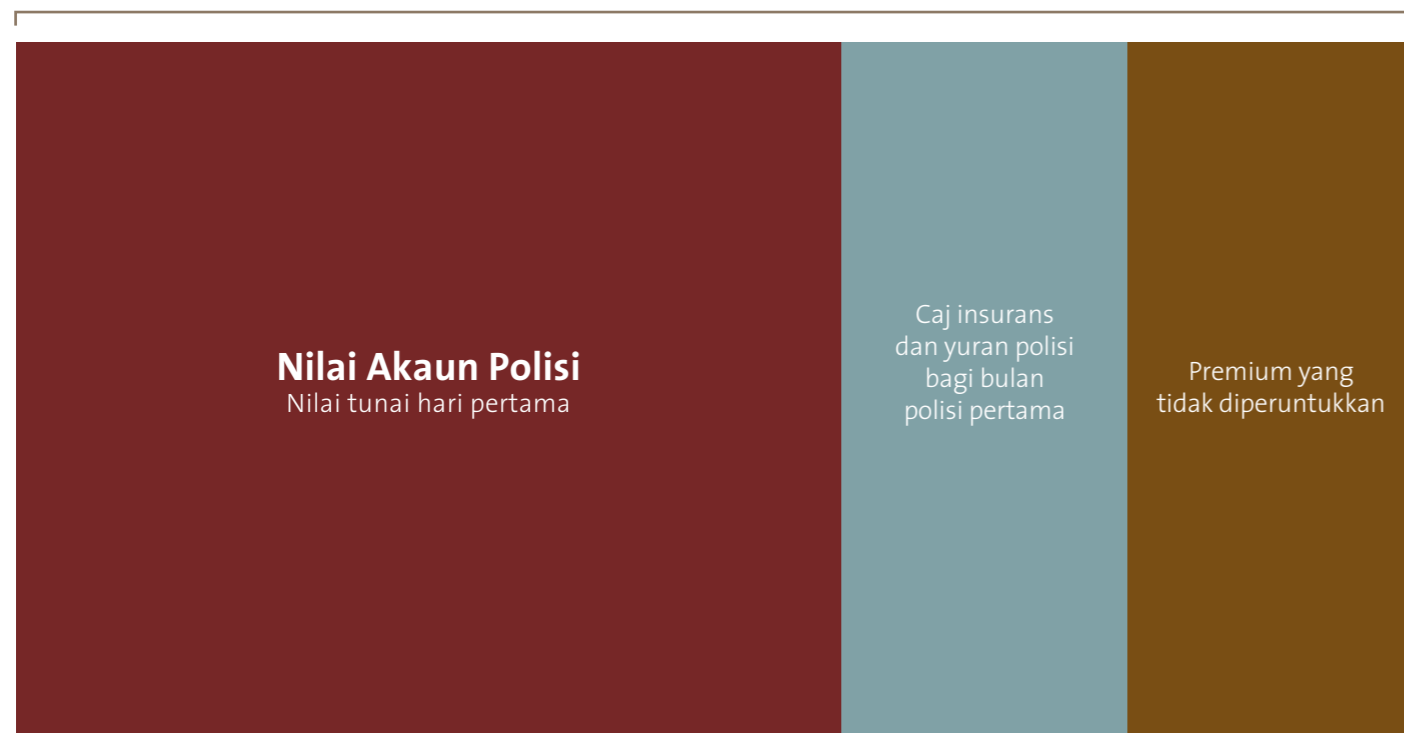 Nilai Akaun Polisi
Nilai tunai hari pertama
Caj insurans
dan yuran polisi
bagi bulan
polisi pertama
Premium yang
tidak diperuntukkan